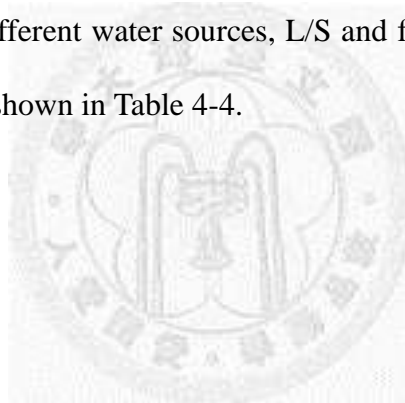 fferent water sources, L/S and f
shown in Table 4-4.